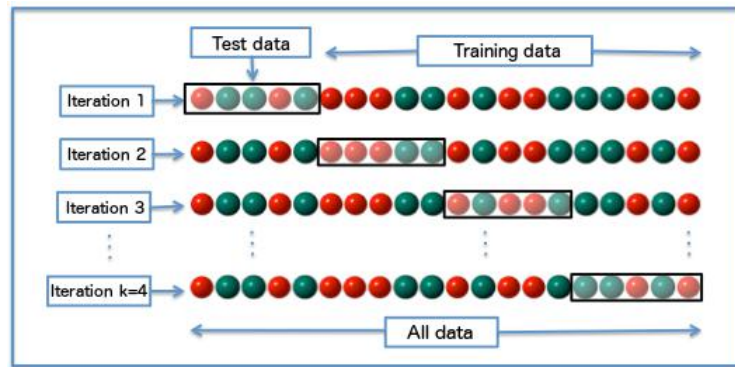 Test data
Training data
Iteration 1
Iteration 2
Iteration 3
Iteration k=4
All data